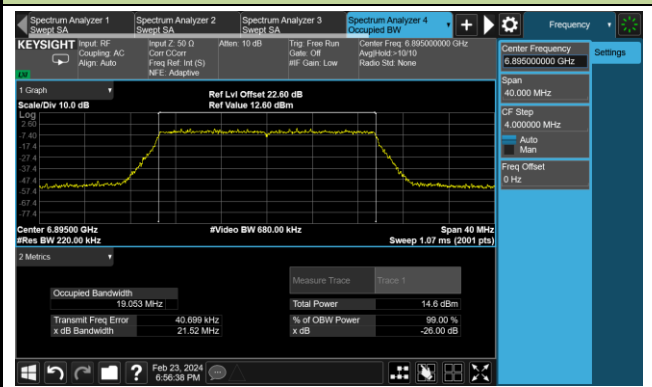 Spectrum Analyzer 1
Swept SA
Spectrum Analyzer 2
Swept SA
Spectrum Analyzer 3
Swept SA
Spectrum Analyzer 4
Occupied BW
+
Frequency
KEYSIGHT
Input: RF
Coupling: AC
Align: Auto
Input Z: 50 Ω
Corr CCorr
Freq Ref: Int (S)
NFE: Adaptive
Atten: 10 dB
Trig: Free Run
Gate: Off
#IF Gain: Low
Center Freq: 6.895000000 GHz
Avg|Hold:>10/10
Radio Std: None
Center Frequency
6.895000000 GHz
Settings
Span
40.000 MHz
CF Step
4.000000 MHz
Auto
Man
Freq Offset
0 Hz
1 Graph
Scale/Div 10.0 dB
Ref Lvl Offset 22.60 dB
Ref Value 12.60 dBm
Log
2.60
-7.40
-17.4
-27.4
-37.4
-47.4
-57.4
-67.4
-77.4
Center 6.89500 GHz
#Res BW 220.00 kHz
#Video BW 680.00 kHz
Span 40 MHz
Sweep 1.07 ms (2001 pts)
2 Metrics
Measure Trace
Trace 1
Occupied Bandwidth
19.053 MHz
Total Power
14.6 dBm
Transmit Freq Error
40.699 kHz
% of OBW Power
99.00 %
x dB Bandwidth
21.52 MHz
x dB
-26.00 dB
?
Feb 23, 2024
6:56:38 PM